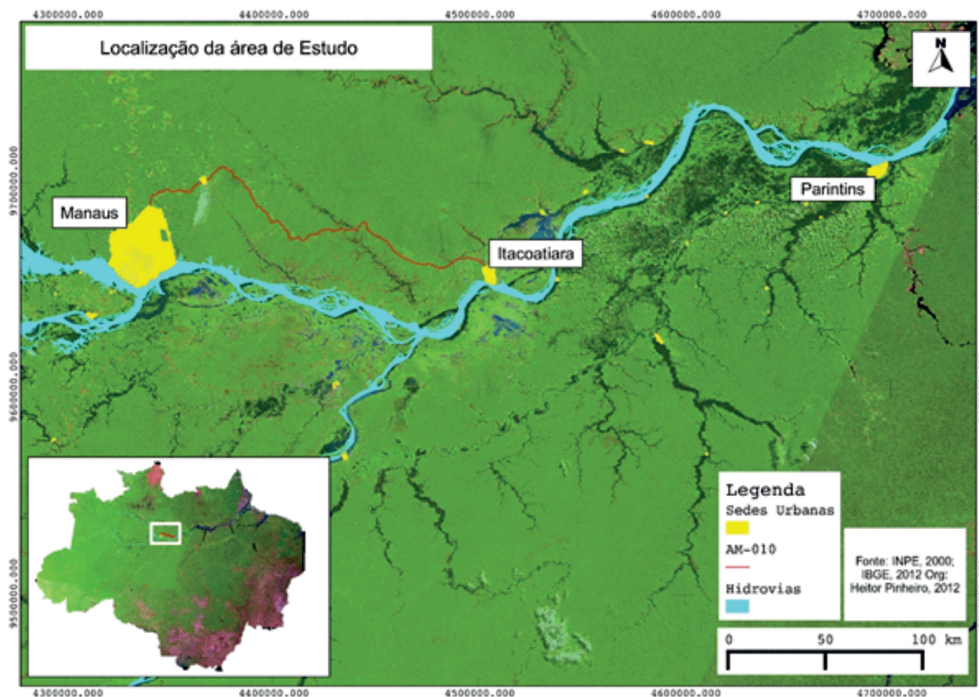 4300000.000 4400000.000 4500000.000 4600000.000 4700000.000
Localização da área de Estudo
N
9700000.000
Manaus
Parintins
Itacoatiara
9600000.000
Legenda
Sedes Urbanas
AM-010
Hidrovias
Fonte: INPE, 2000;
IBGE, 2012 Org:
Heitor Pinheiro, 2012
9500000.000
0 50 100 km
4300000.000 4400000.000 4500000.000 4600000.000 4700000.000